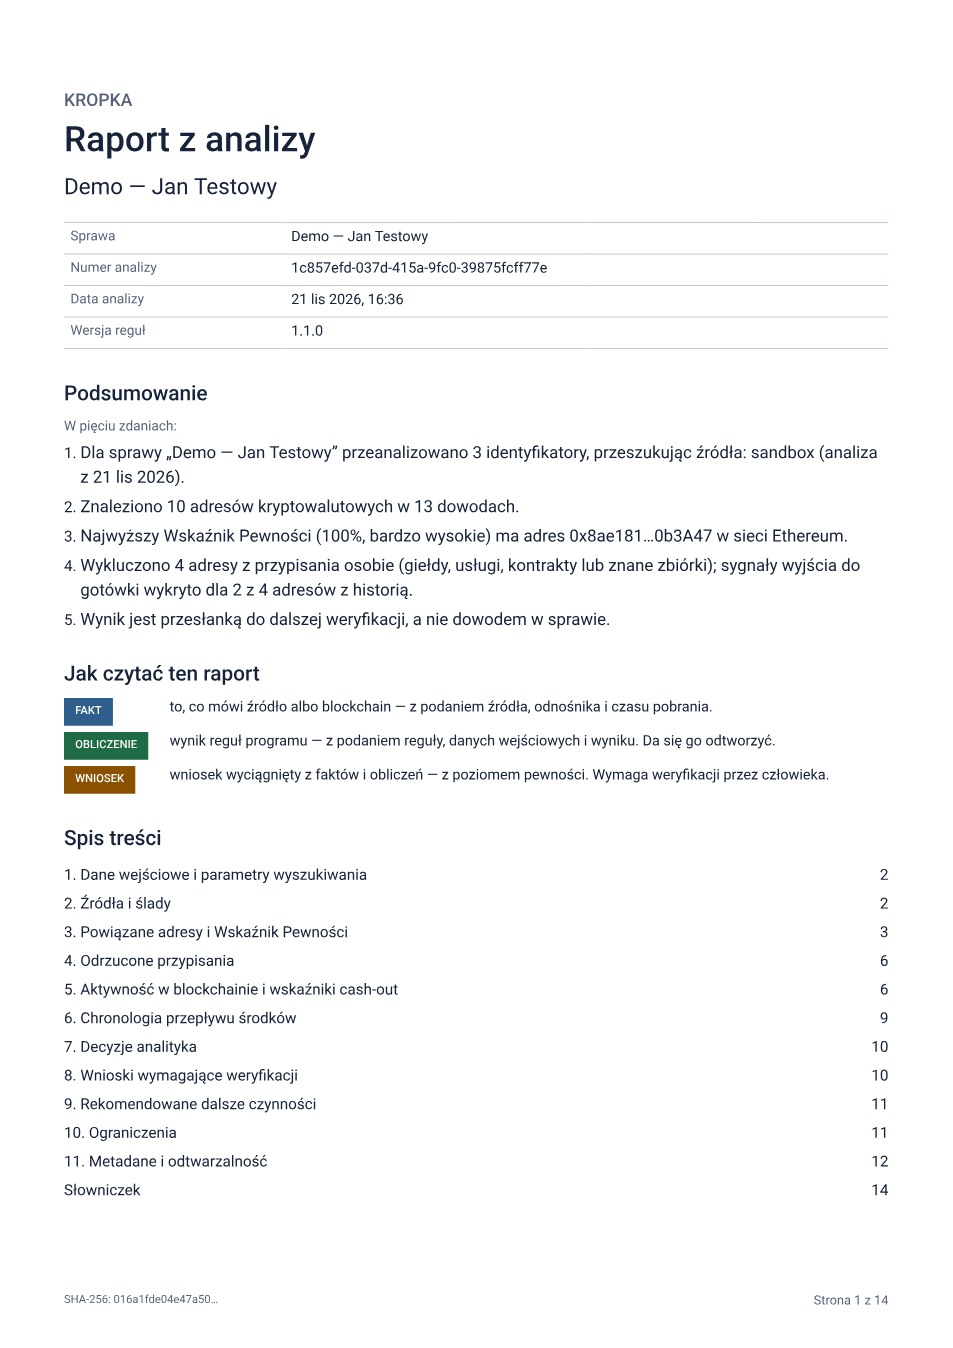 KROPKA
Raport z analizy
Demo — Jan Testowy
Sprawa Demo — Jan Testowy
Numer analizy 1c857efd-037d-415a-9fc0-39875fcff77e
Data analizy 21 lis 2026, 16:36
Wersja reguł 1.1.0
Podsumowanie
W pięciu zdaniach:
1. Dla sprawy „Demo — Jan Testowy” przeanalizowano 3 identyfikatory, przeszukując źródła: sandbox (analiza
z 21 lis 2026).
2. Znaleziono 10 adresów kryptowalutowych w 13 dowodach.
3. Najwyższy Wskaźnik Pewności (100%, bardzo wysokie) ma adres 0x8ae181…0b3A47 w sieci Ethereum.
4. Wykluczono 4 adresy z przypisania osobie (giełdy, usługi, kontrakty lub znane zbiórki); sygnały wyjścia do
gotówki wykryto dla 2 z 4 adresów z historią.
5. Wynik jest przesłanką do dalszej weryfikacji, a nie dowodem w sprawie.
Jak czytać ten raport
FAKT to, co mówi źródło albo blockchain — z podaniem źródła, odnośnika i czasu pobrania.
OBLICZENIE wynik reguł programu — z podaniem reguły, danych wejściowych i wyniku. Da się go odtworzyć.
WNIOSEK wniosek wyciągnięty z faktów i obliczeń — z poziomem pewności. Wymaga weryfikacji przez człowieka.
Spis treści
1. Dane wejściowe i parametry wyszukiwania 2
2. Źródła i ślady 2
3. Powiązane adresy i Wskaźnik Pewności 3
4. Odrzucone przypisania 6
5. Aktywność w blockchainie i wskaźniki cash-out 6
6. Chronologia przepływu środków 9
7. Decyzje analityka 10
8. Wnioski wymagające weryfikacji 10
9. Rekomendowane dalsze czynności 11
10. Ograniczenia 11
11. Metadane i odtwarzalność 12
Słowniczek 14
SHA-256: 016a1fde04e47a50… Strona 1 z 14